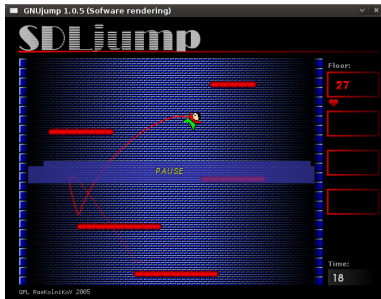 GNUjump 1.0.5 (Sofware rendering)
SDLjump
Floor:
27
PAUSE
Time:
18
GPL RasKolniKoV 2005